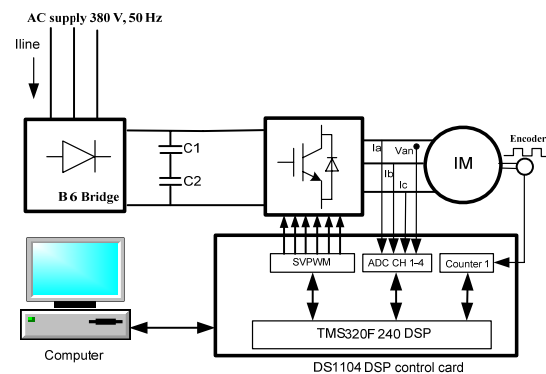 AC supply 380 V, 50 Hz
Iline
C1
C2
B 6 Bridge
Ia
Van
Ib
Ic
IM
Encoder
SVPWM
ADC CH 1-4
Counter 1
TMS320F 240 DSP
Computer
DS1104 DSP control card